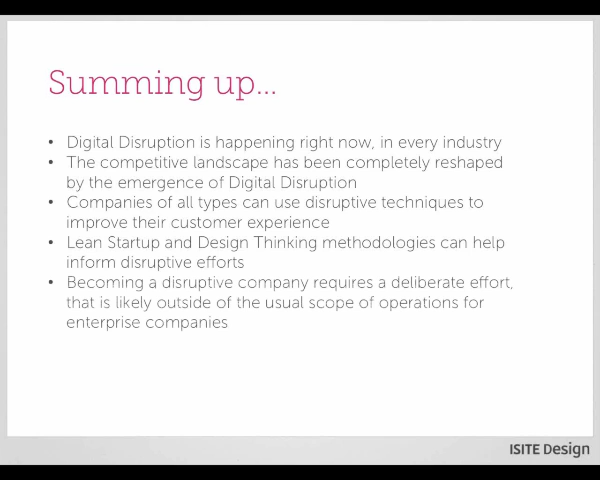 Summing up...
• Digital Disruption is happening right now, in every industry
• The competitive landscape has been completely reshaped
by the emergence of Digital Disruption
• Companies of all types can use disruptive techniques to
improve their customer experience
• Lean Startup and Design Thinking methodologies can help
inform disruptive efforts
• Becoming a disruptive company requires a deliberate effort,
that is likely outside of the usual scope of operations for
enterprise companies
ISITE Design